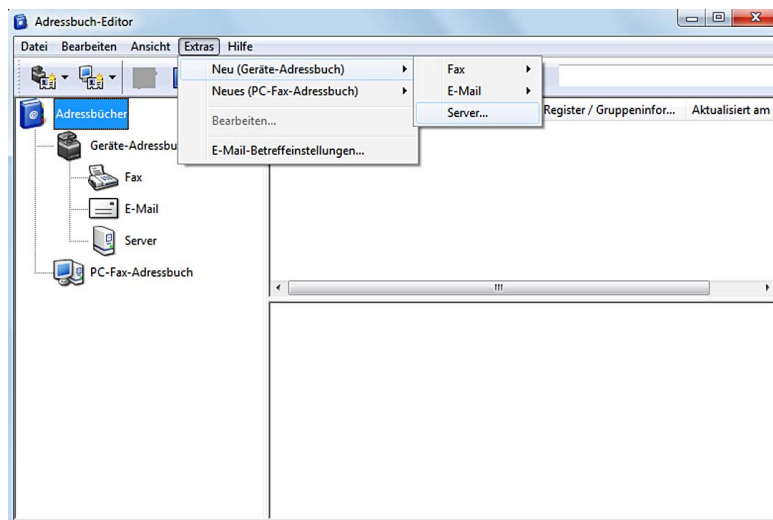 Adressbuch-Editor
Datei Bearbeiten Ansicht Extras Hilfe
Neu (Geräte-Adressbuch)
Neues (PC-Fax-Adressbuch)
Bearbeiten...
E-Mail-Betreffeinstellungen...
Fax
E-Mail
Server...
Register / Gruppeninfor... Aktualisiert am
Adressbücher
Geräte-Adressbu
Fax
E-Mail
Server
PC-Fax-Adressbuch